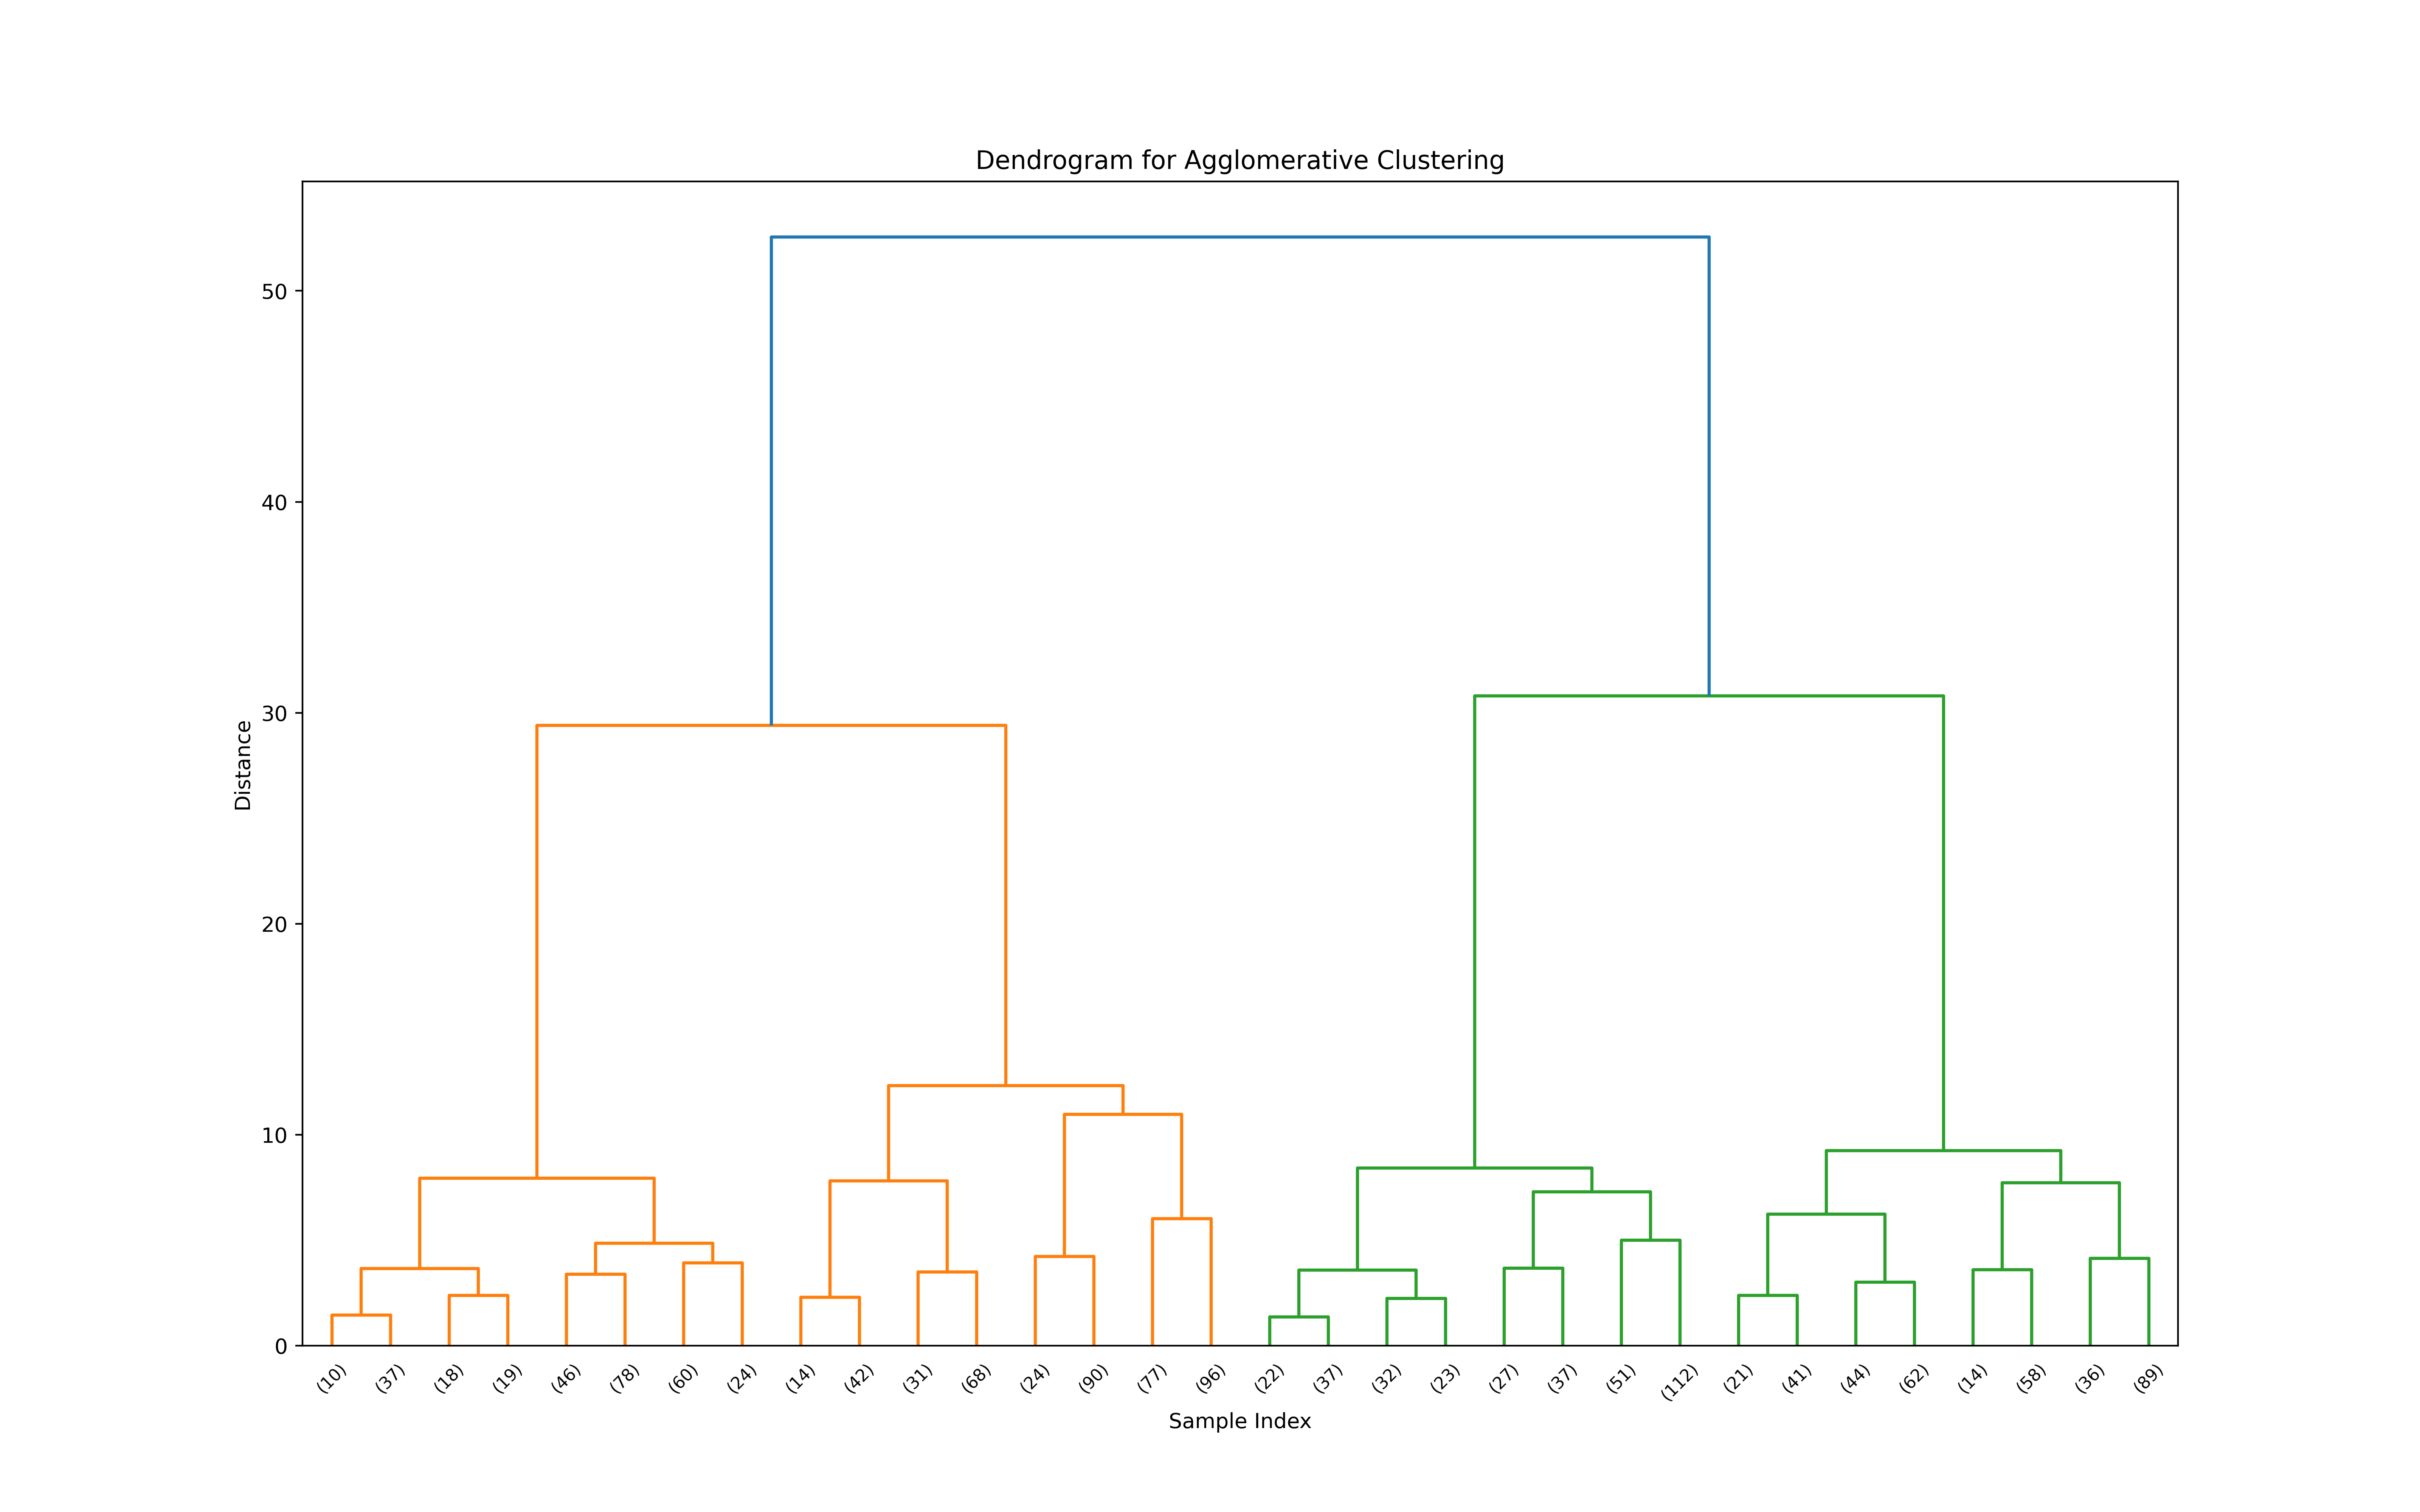 Dendrogram for Agglomerative Clustering
50
40
30
20
10
0
Distance
(10) (37) (18) (19) (46) (78) (60) (24) (14) (42) (31) (68) (24) (90) (77) (96) (22) (37) (32) (23) (27) (37) (51) (112) (21) (41) (44) (62) (14) (58) (36) (89)
Sample Index